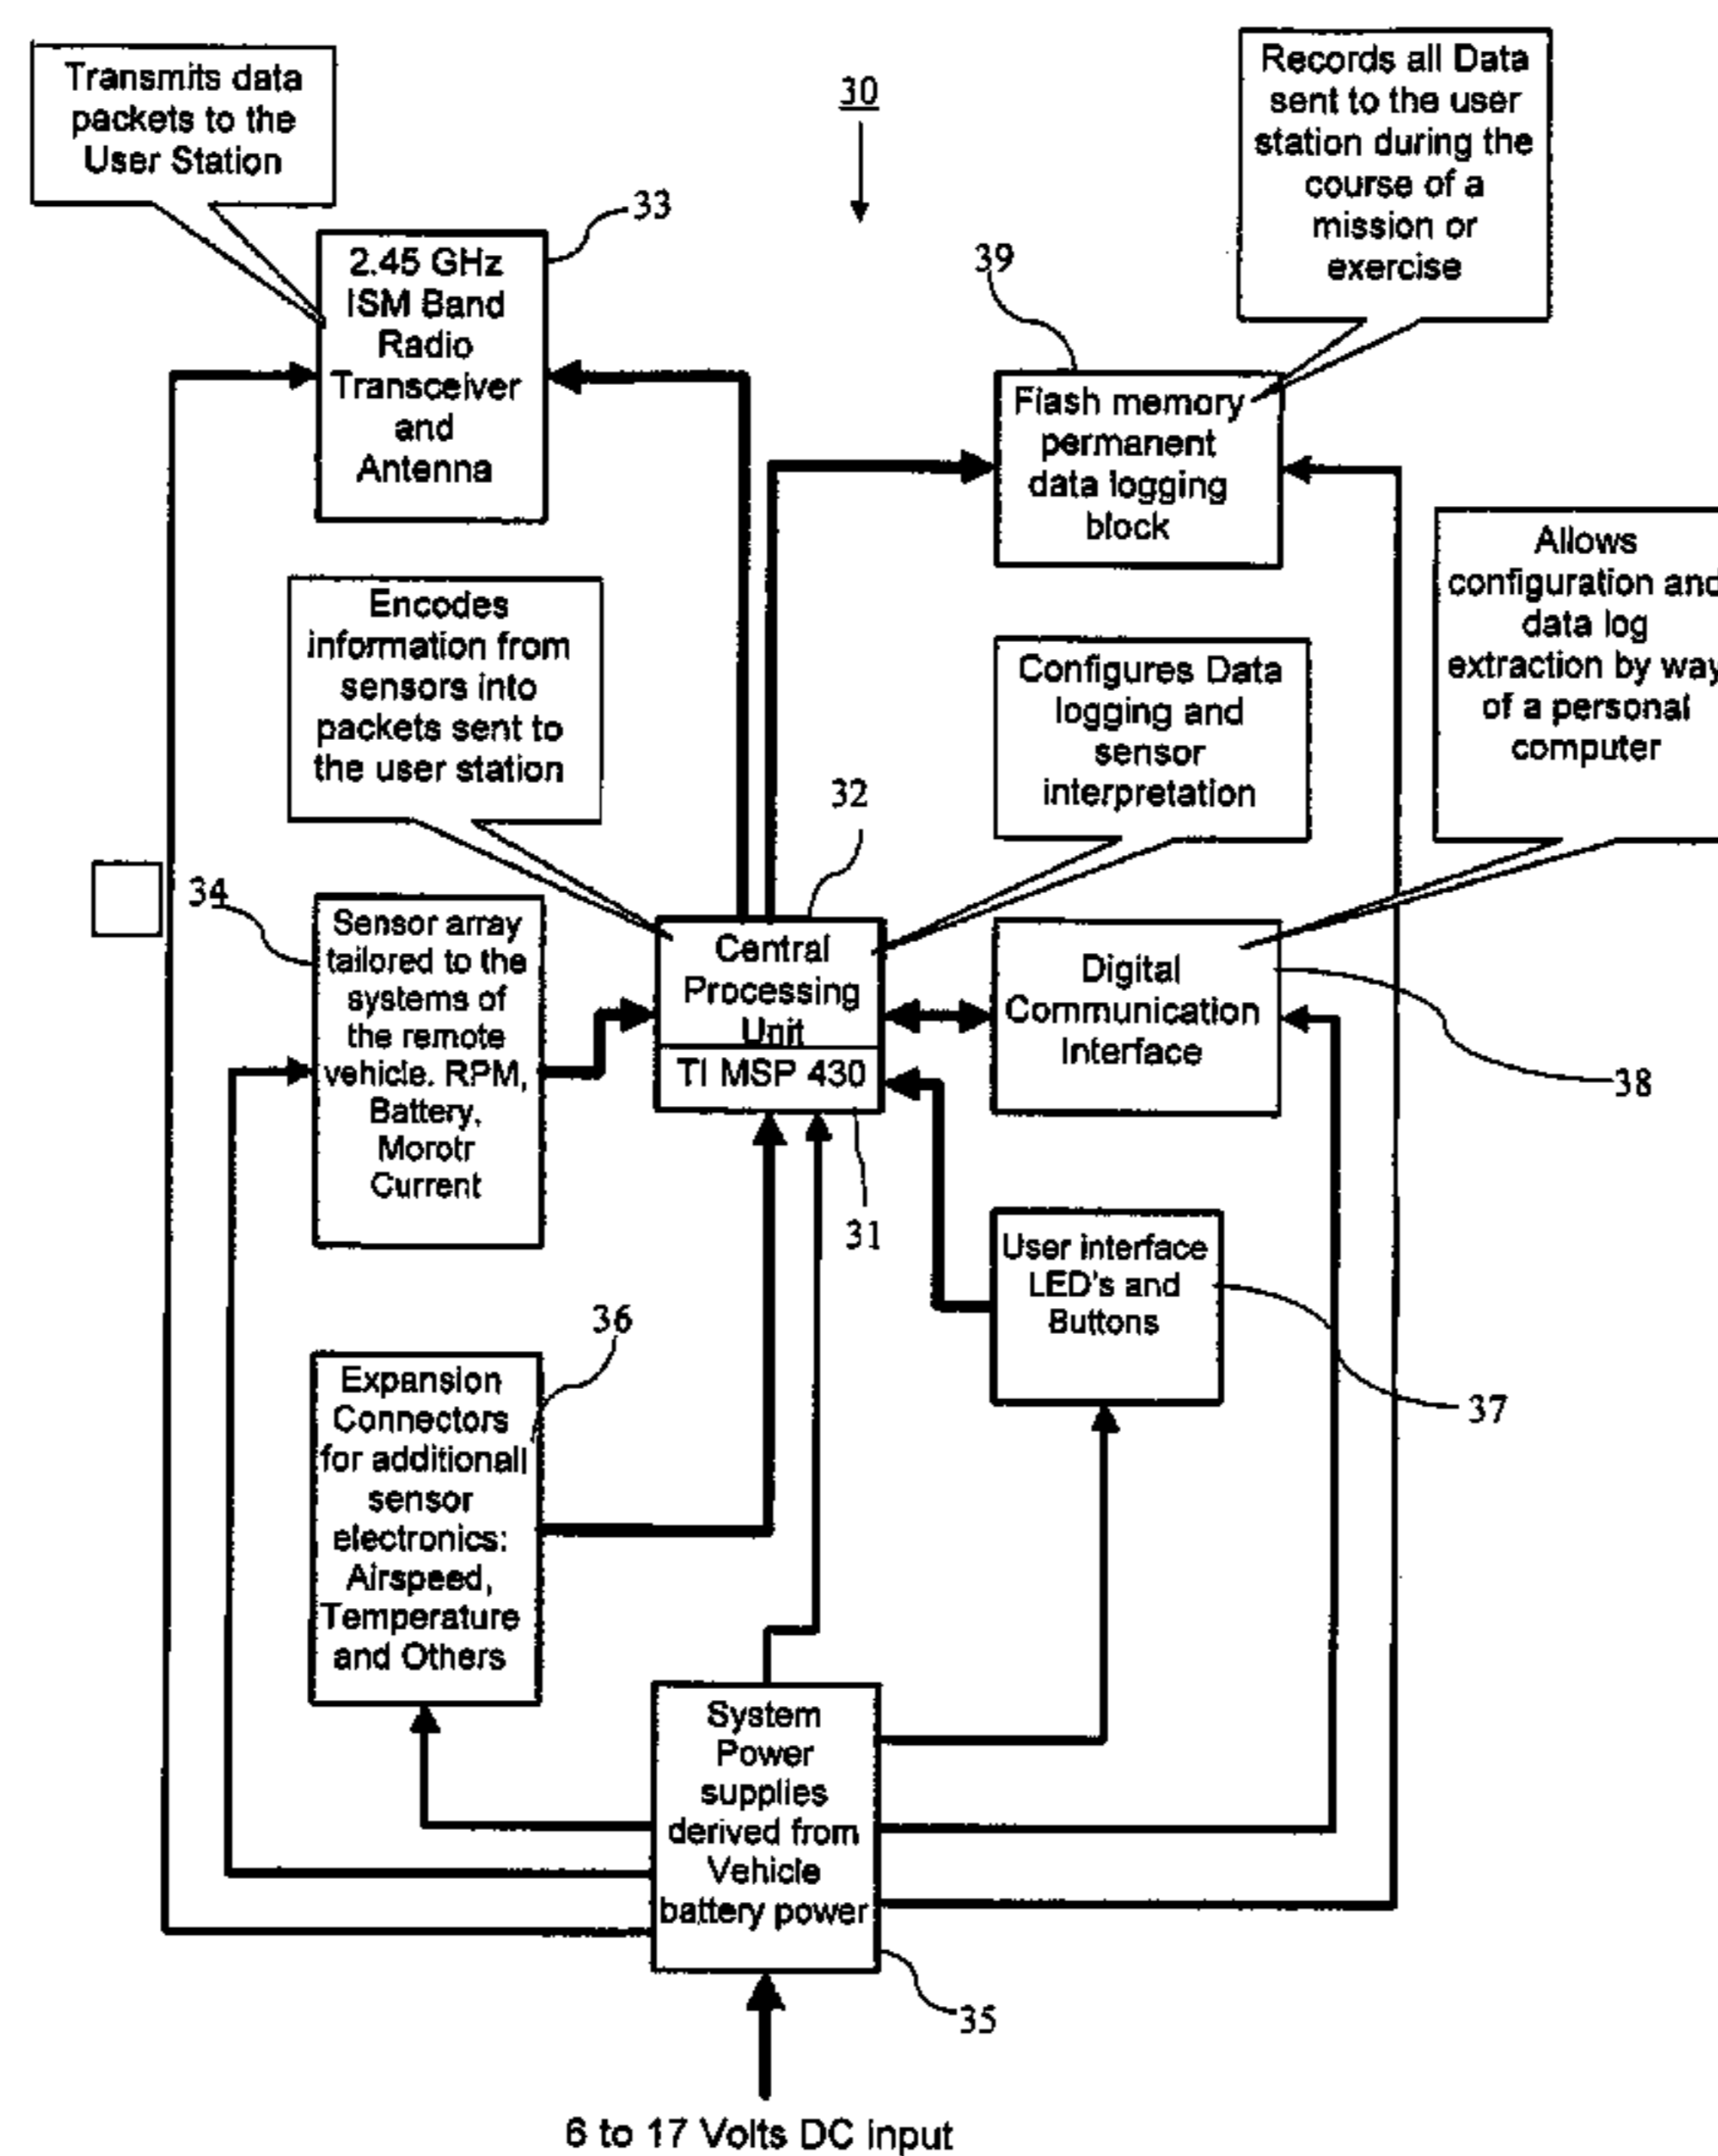 Transmits data
packets to the
User Station
30
Records all Data
sent to the user
station during the
course of a
mission or
exercise
33
2.45 GHz
ISM Band
Radio
Transceiver
and
Antenna
39
Flash memory
permanent
data logging
block
Allows
configuration and
data log
extraction by way
of a personal
computer
Encodes
information from
sensors into
packets sent to
the user station
Configures Data
logging and
sensor
interpretation
32
34
Sensor array
tailored to the
systems of
the remote
vehicle. RPM,
Battery,
Morotr
Current
Central
Processing
Unit
TI MSP 430
Digital
Communication
Interface
38
31
User interface
LED's and
Buttons
37
36
Expansion
Connectors
for additionall
sensor
electronics:
Airspeed,
Temperature
and Others
System
Power
supplies
derived from
Vehicle
battery power
35
6 to 17 Volts DC input